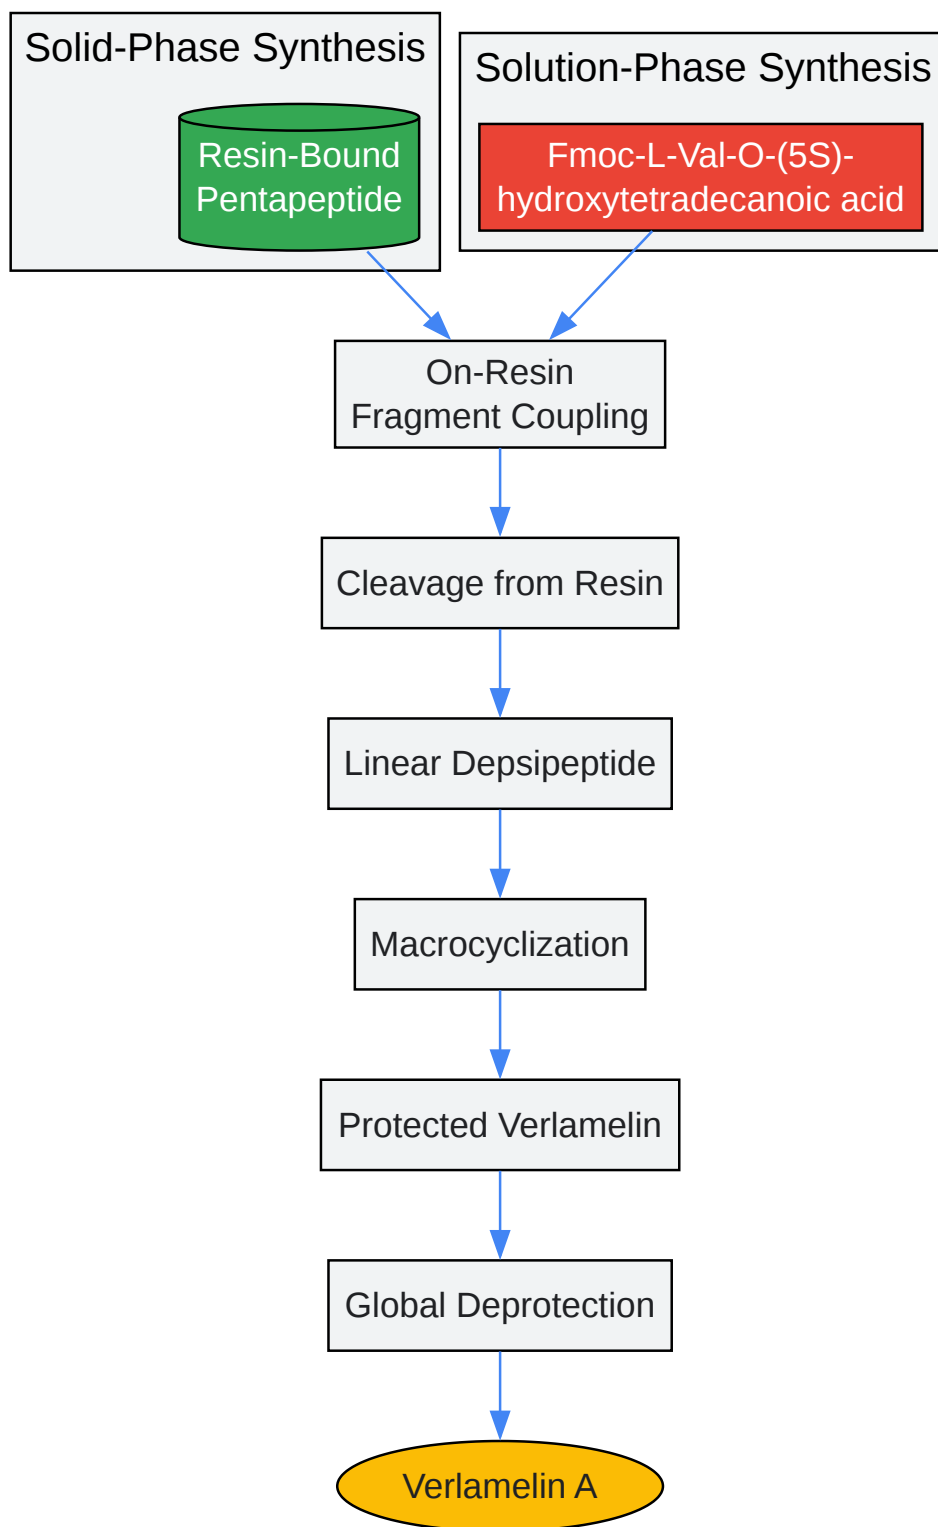 Solid-Phase Synthesis
Resin-Bound
Pentapeptide
Solution-Phase Synthesis
Fmoc-L-Val-O-(5S)-
hydroxytetradecanoic acid
On-Resin
Fragment Coupling
Cleavage from Resin
Linear Depsipeptide
Macrocyclization
Protected Verlamelin
Global Deprotection
Verlamelin A